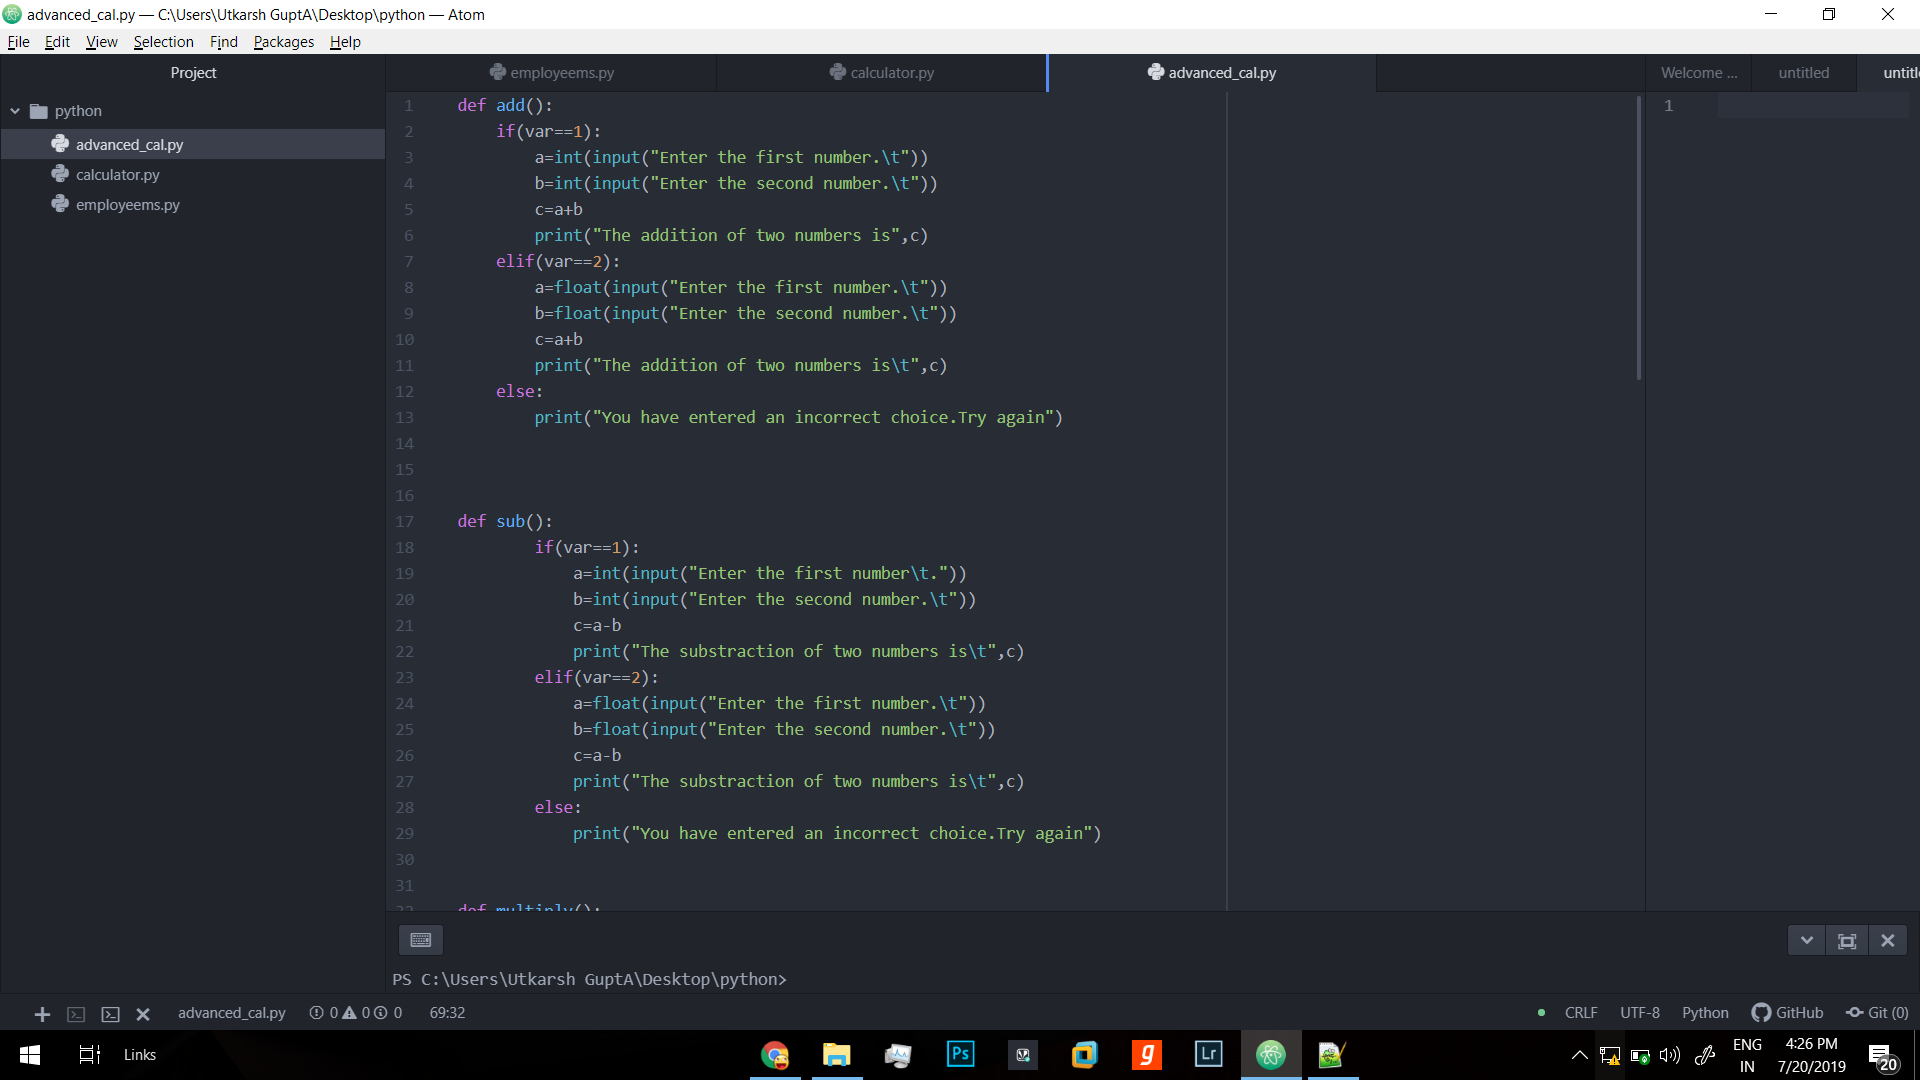 advanced_cal.py — C:\Users\Utkarsh GuptA\Desktop\python — Atom
File Edit View Selection Find Packages Help
Project
employeems.py calculator.py advanced_cal.py Welcome ... untitled
python
advanced_cal.py
calculator.py
employeems.py
1 def add():
2 if(var==1):
3 a=int(input("Enter the first number.\t"))
4 b=int(input("Enter the second number.\t"))
5 c=a+b
6 print("The addition of two numbers is",c)
7 elif(var==2):
8 a=float(input("Enter the first number.\t"))
9 b=float(input("Enter the second number.\t"))
10 c=a+b
11 print("The addition of two numbers is\t",c)
12 else:
13 print("You have entered an incorrect choice.Try again")
14
15
16
17 def sub():
18 if(var==1):
19 a=int(input("Enter the first number\t."))
20 b=int(input("Enter the second number.\t"))
21 c=a-b
22 print("The substraction of two numbers is\t",c)
23 elif(var==2):
24 a=float(input("Enter the first number.\t"))
25 b=float(input("Enter the second number.\t"))
26 c=a-b
27 print("The substraction of two numbers is\t",c)
28 else:
29 print("You have entered an incorrect choice.Try again")
30
31
32 def multiply():
1
PS C:\Users\Utkarsh GuptA\Desktop\python>
advanced_cal.py 0 0 0 69:32 CRLF UTF-8 Python GitHub Git (0)
Links
Ps
g
Lr
ENG
IN
4:26 PM
7/20/2019
20